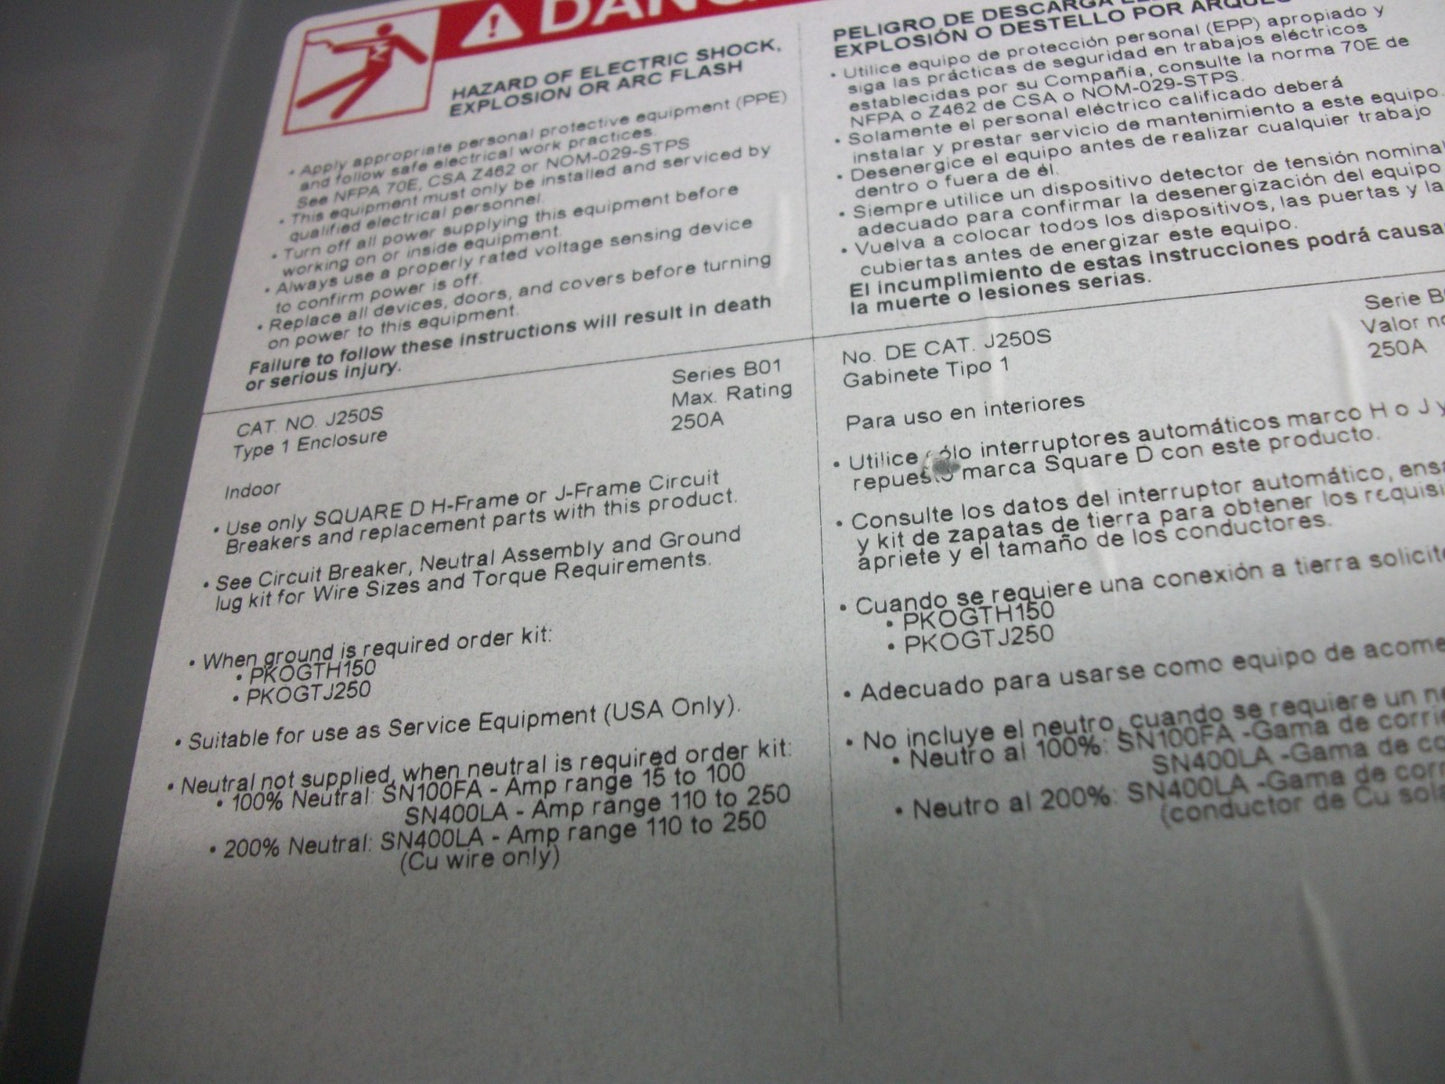 HAZARD OF ELECTRIC SHOCK,
EXPLOSION OR ARC FLASH
• Apply appropriate personal protective equipment (PPE)
and follow safe electrical work practices.
See NFPA 70E, CSA Z462 or NOM-029-STPS
• This equipment must only be installed and serviced by
qualified electrical personnel.
• Turn off all power supplying this equipment before
working on or inside equipment.
• Always use a properly rated voltage sensing device
to confirm power is off.
• Replace all devices, doors, and covers before turning
on power to this equipment.
Failure to follow these instructions will result in death
or serious injury.
CAT. NO. J250S
Type 1 Enclosure
Series B01
Max. Rating
250A
Indoor
• Use only SQUARE D H-Frame or J-Frame Circuit
Breakers and replacement parts with this product.
• See Circuit Breaker, Neutral Assembly and Ground
lug kit for Wire Sizes and Torque Requirements.
• When ground is required order kit:
• PKOGTH150
• PKOGTJ250
• Suitable for use as Service Equipment (USA Only).
• Neutral not supplied, when neutral is required order kit:
• 100% Neutral: SN100FA - Amp range 15 to 100
SN400LA - Amp range 110 to 250
• 200% Neutral: SN400LA - Amp range 110 to 250
(Cu wire only)
PELIGRO DE DESCARGA
EXPLOSIÓN O DESTELLO POR
• Utilice equipo de protección personal (EPP) apropiado y
siga las prácticas de seguridad en trabajos eléctricos
establecidas por su Compañía, consulte la norma 70E de
NFPA o Z462 de CSA o NOM-029-STPS.
• Solamente el personal eléctrico calificado deberá
instalar y prestar servicio de mantenimiento a este equipo.
• Desenergice el equipo antes de realizar cualquier trabajo
dentro o fuera de él.
• Siempre utilice un dispositivo detector de tensión nominal
adecuado para confirmar la desenergización del equipo
• Vuelva a colocar todos los dispositivos, las puertas y la
cubiertas antes de energizar este equipo.
El incumplimiento de estas instrucciones podrá causa
la muerte o lesiones serias.
No. DE CAT. J250S
Gabinete Tipo 1
Serie
Valor
250A
Para uso en interiores
• Utilice sólo interruptores automáticos marco H o J y
repuesto marca Square D con este producto.
• Consulte los datos del interruptor automático,
y kit de zapatas de tierra para obtener los
apriete y el tamaño de los conductores.
• Cuando se requiere una conexión a tierra
• PKOGTH150
• PKOGTJ250
• Adecuado para usarse como equipo de
• No incluye el neutro, cuando se requiere un
• Neutro al 100%: SN100FA -Gama de
SN400LA -Gama de
• Neutro al 200%: SN400LA -Gama de
(conductor de Cu